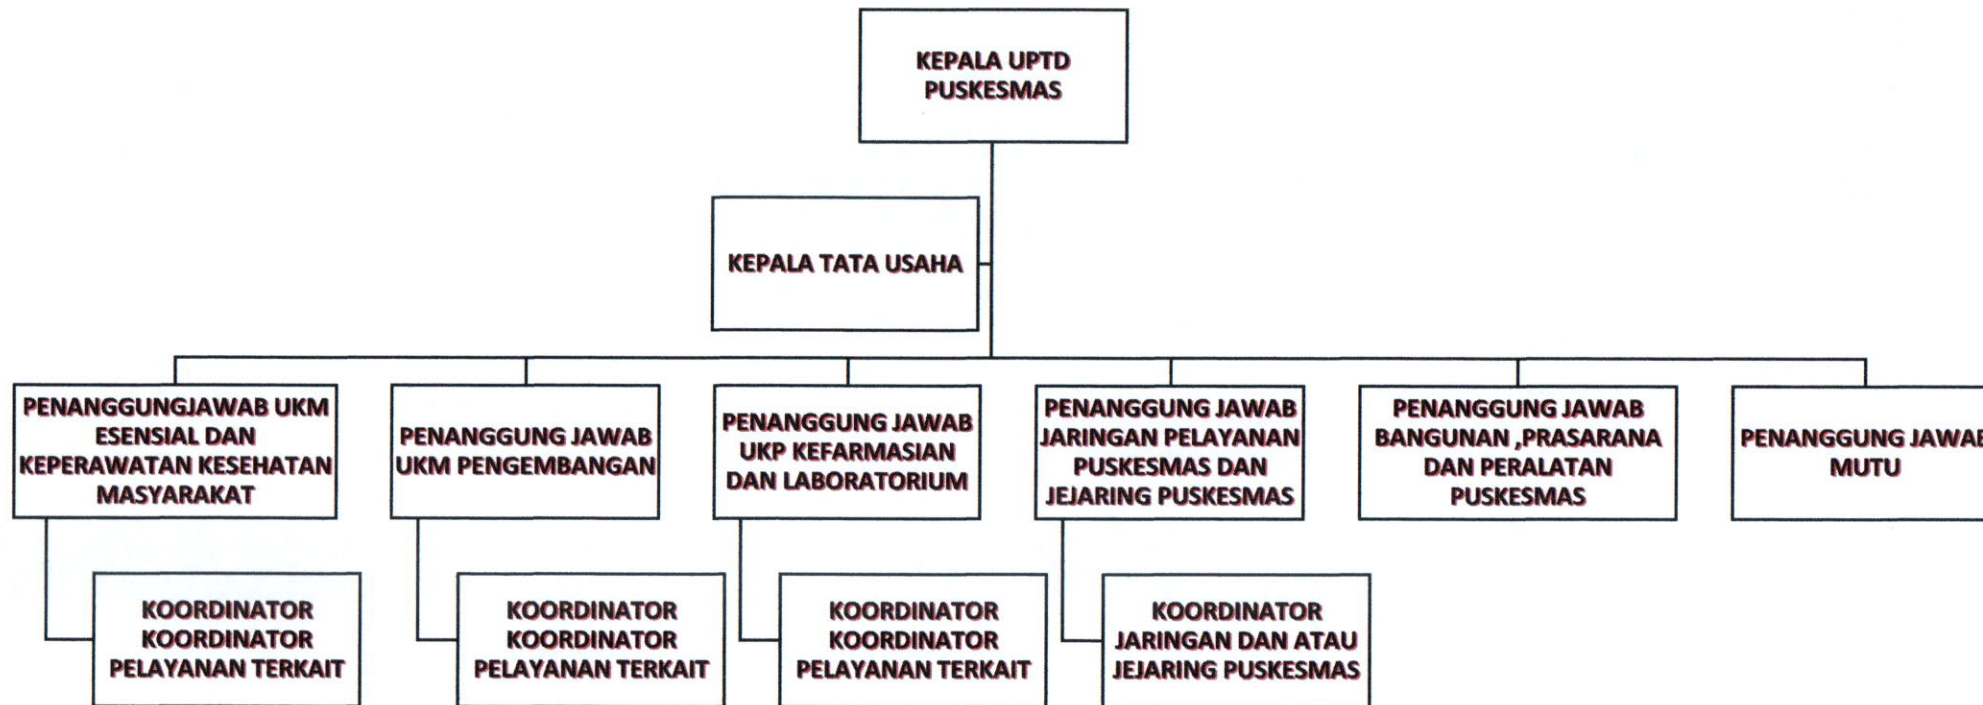 KEPALA UPTD
PUSKESMAS
KEPALA TATA USAHA
PENANGGUNGJAWAB UKM
ESENSIAL DAN
KEPERAWATAN KESEHATAN
MASYARAKAT
PENANGGUNG JAWAB
UKM PENGEMBANGAN
PENANGGUNG JAWAB
UKP KEFARMASIAN
DAN LABORATORIUM
PENANGGUNG JAWAB
JARINGAN PELAYANAN
PUSKESMAS DAN
JEJARING PUSKESMAS
PENANGGUNG JAWAB
BANGUNAN ,PRASARANA
DAN PERALATAN
PUSKESMAS
PENANGGUNG JAWAB
MUTU
KOORDINATOR
KOORDINATOR
PELAYANAN TERKAIT
KOORDINATOR
KOORDINATOR
PELAYANAN TERKAIT
KOORDINATOR
KOORDINATOR
PELAYANAN TERKAIT
KOORDINATOR
JARINGAN DAN ATAU
JEJARING PUSKESMAS